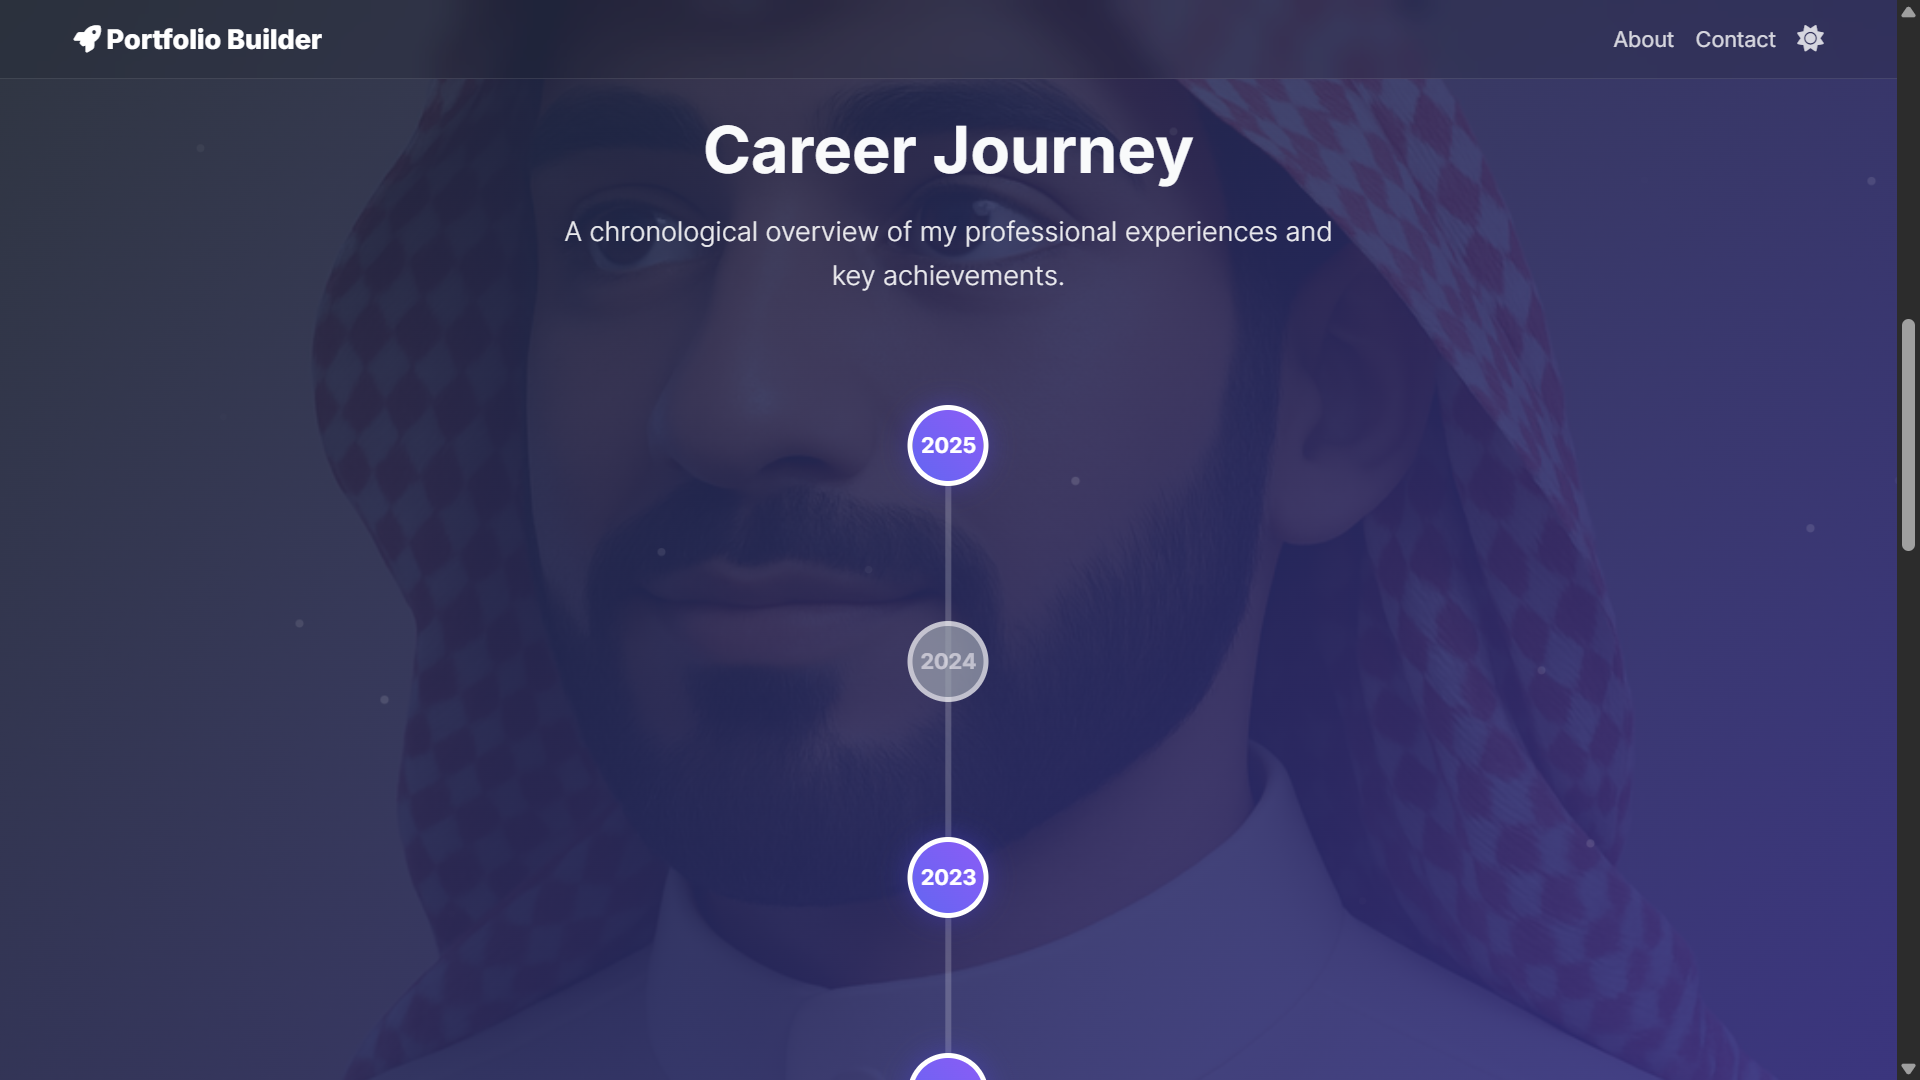 Portfolio Builder
About
Contact
Career Journey
A chronological overview of my professional experiences and
key achievements.
2025
2024
2023